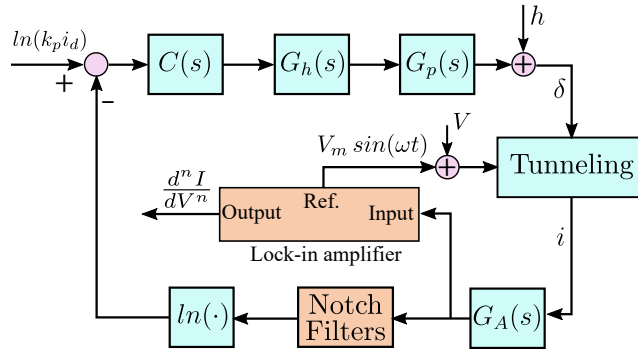 ln(k_p i_d)
+
−
C(s)
G_h(s)
G_p(s)
+
h
δ
V_m sin(ωt)
V
+
Tunneling
d^n I
dV^n
Output
Ref.
Input
Lock-in amplifier
i
ln(·)
Notch
Filters
G_A(s)